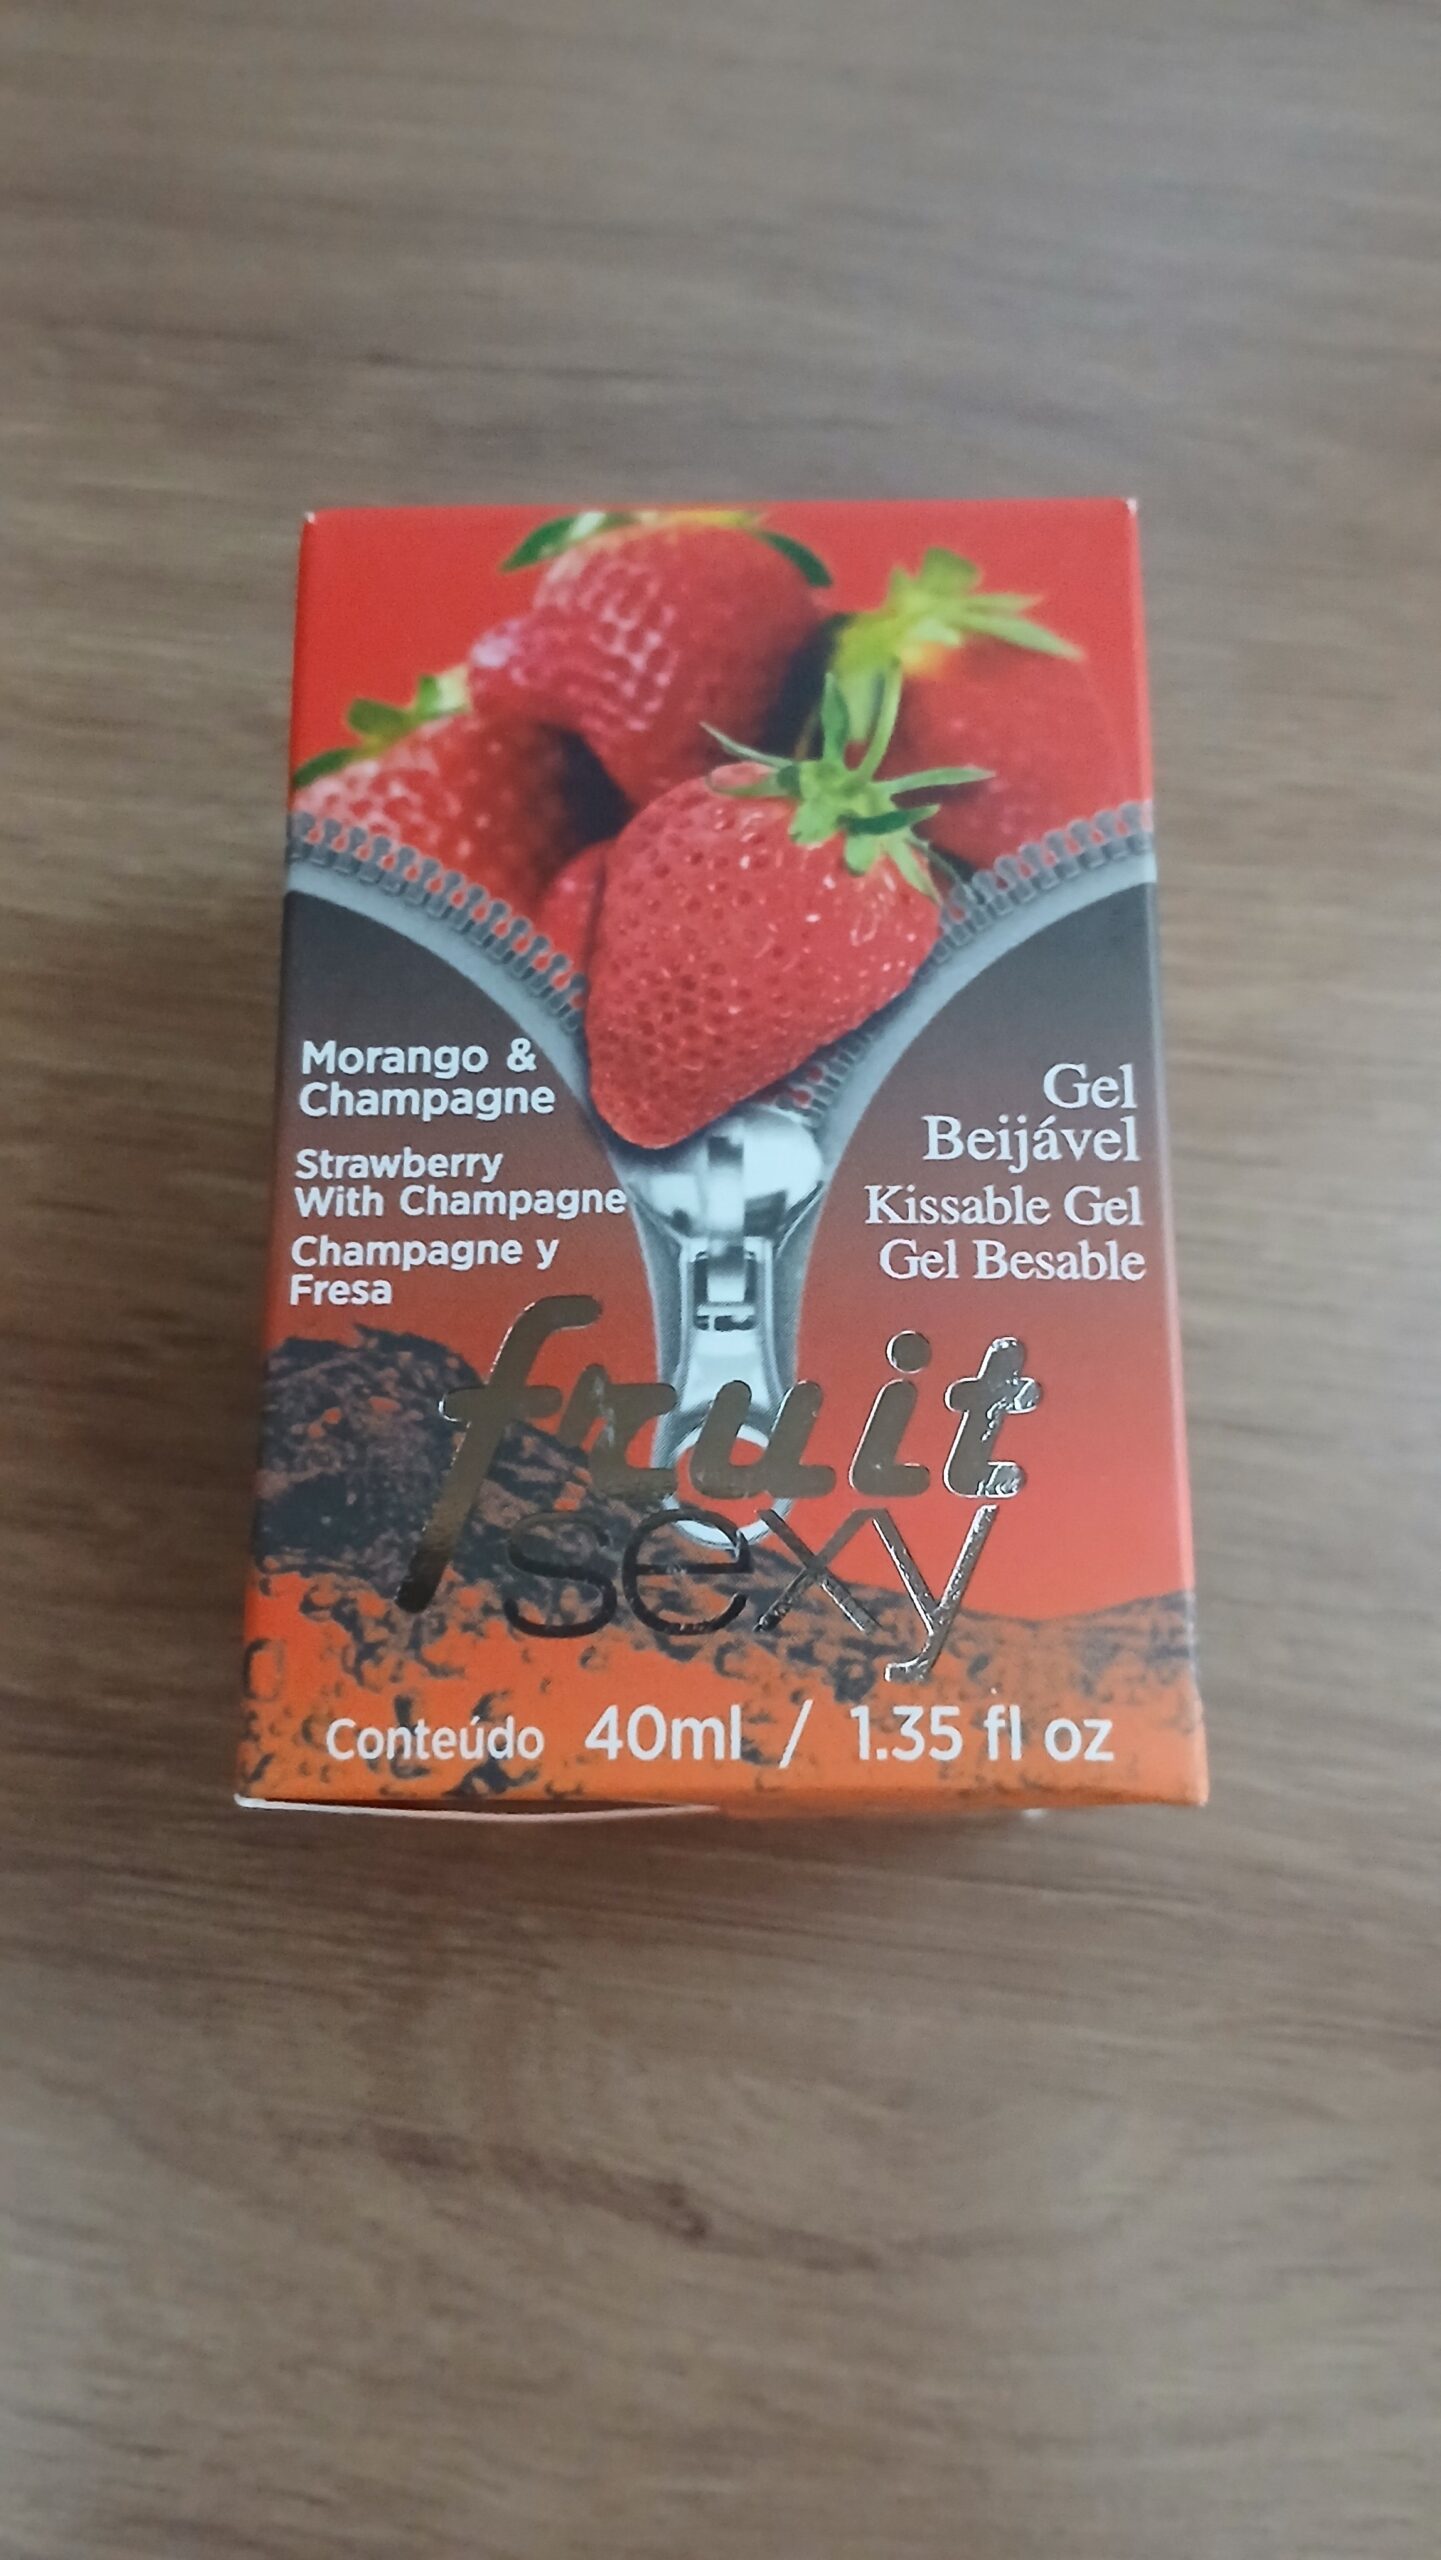 Morango &
Champagne
Strawberry
With Champagne
Champagne y
Fresa
Gel
Beijável
Kissable Gel
Gel Besable
fruit
sexy
Conteúdo 40ml / 1.35 fl oz